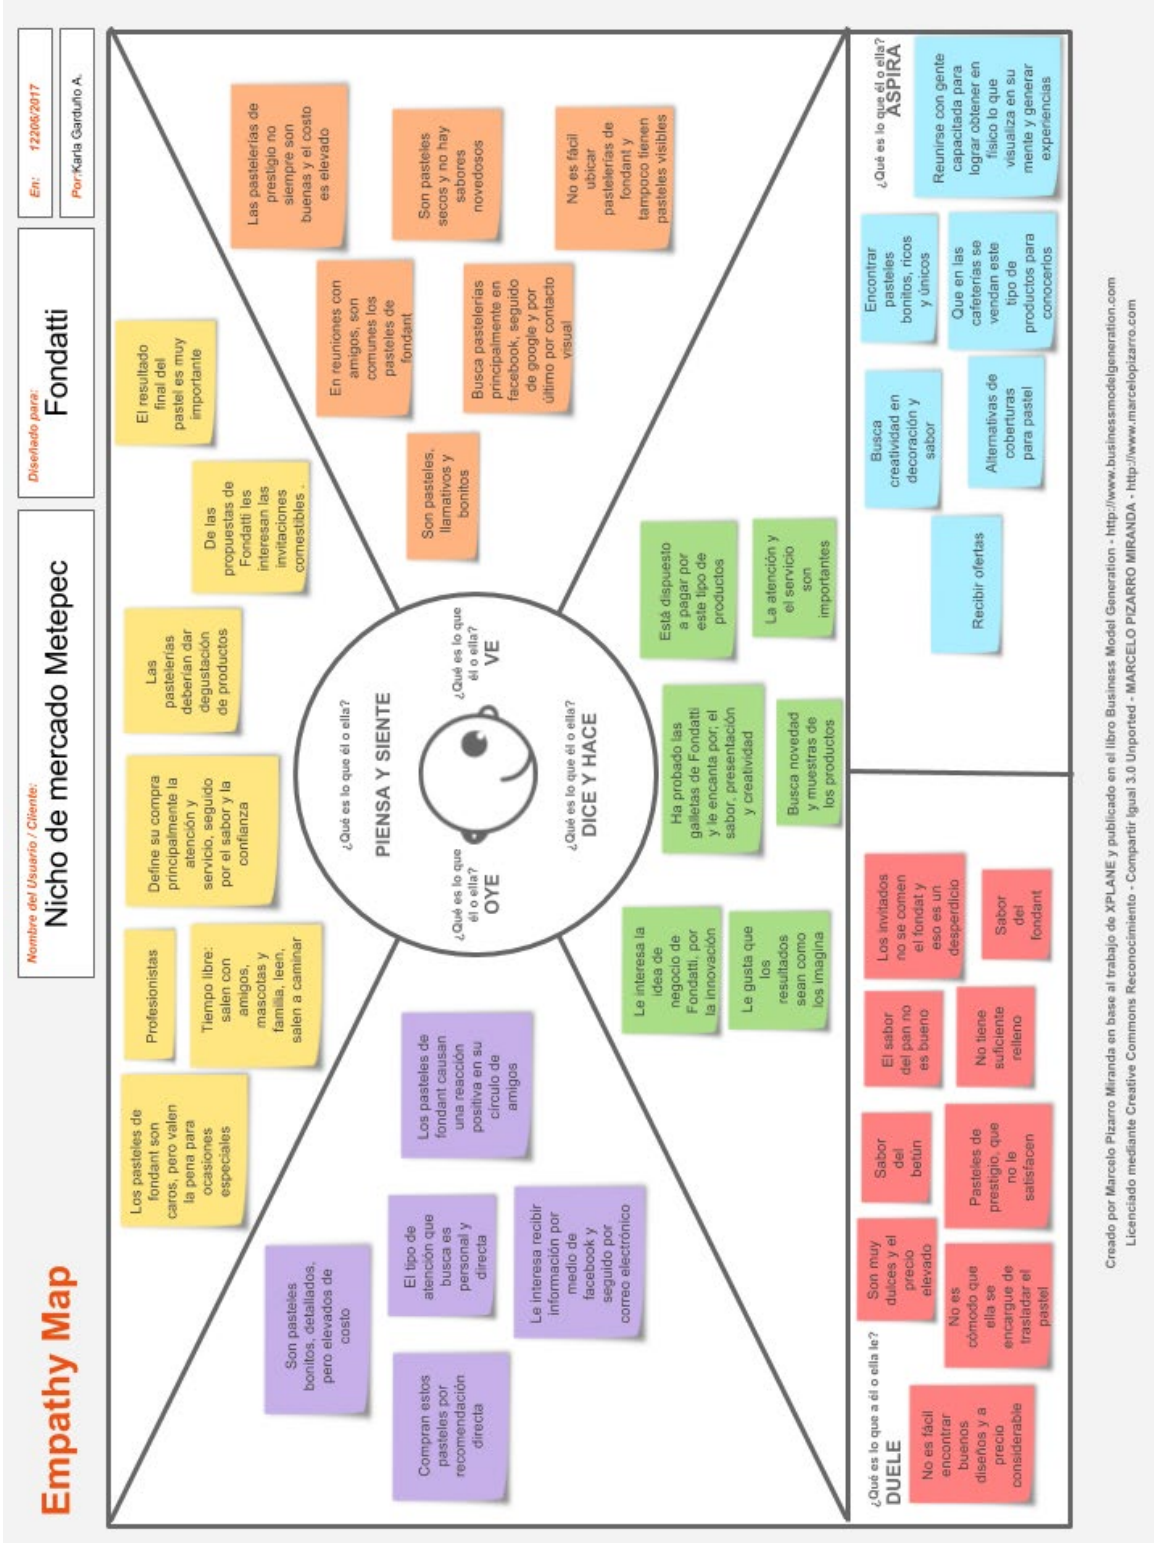 Empathy Map
Nombre del Usuario / Cliente:
Nicho de mercado Metepec
Diseñado para:
Fondatti
En: 12206/2017
Por:Karla Garduño A.
Los pasteles de
fondant son
caros, pero valen
la pena para
ocasiones
especiales
Profesionistas
Tiempo libre:
salen con
amigos,
mascotas y
familia, leen,
salen a caminar
Define su compra
principalmente la
atención y
servicio, seguido
por el sabor y la
confianza
Las
pastelerías
deberían dar
degustación
de productos
De las
propuestas de
Fondatti les
interesan las
invitaciones
comestibles .
El resultado
final del
pastel es muy
importante
¿Qué es lo que él o ella?
PIENSA Y SIENTE
¿Qué es lo que
él o ella?
OYE
¿Qué es lo que
él o ella?
VE
¿Qué es lo que él o ella?
DICE Y HACE
Son pasteles
bonitos, detallados,
pero elevados de
costo
Compran estos
pasteles por
recomendación
directa
El tipo de
atención que
busca es
personal y
directa
Los pasteles de
fondant causan
una reacción
positiva en su
círculo de
amigos
Le interesa recibir
información por
medio de
facebook y
seguido por
correo electrónico
Las pastelerías de
prestigio no
siempre son
buenas y el costo
es elevado
En reuniones con
amigos, son
comunes los
pasteles de
fondant
Son pasteles
secos y no hay
sabores
novedosos
Son pasteles,
llamativos y
bonitos
Busca pastelerías
principalmente en
facebook, seguido
de google y por
último por contacto
visual
No es fácil
ubicar
pastelerías de
fondant y
tampoco tienen
pasteles visibles
Le interesa la
idea de
negocio de
Fondatti, por
la innovación
Le gusta que
los
resultados
sean como
los imagina
Ha probado las
galletas de Fondatti
y le encanta por; el
sabor, presentación
y creatividad
Está dispuesto
a pagar por
este tipo de
productos
Busca novedad
y muestras de
los productos
La atención y
el servicio
son
importantes
¿Qué es lo que a él o ella le?
DUELE
No es fácil
encontrar
buenos
diseños y a
precio
considerable
Son muy
dulces y el
precio
elevado
No es
cómodo que
ella se
encargue de
trasladar el
pastel
Sabor
del
betún
Pasteles de
prestigio, que
no le
satisfacen
El sabor
del pan no
es bueno
No tiene
suficiente
relleno
Los invitados
no se comen
el fondat y
eso es un
desperdicio
Sabor
del
fondant
¿Qué es lo que él o ella?
ASPIRA
Recibir ofertas
Busca
creatividad en
decoración y
sabor
Alternativas de
coberturas
para pastel
Encontrar
pasteles
bonitos, ricos
y únicos
Que en las
cafeterías se
vendan este
tipo de
productos para
conocerlos
Reunirse con gente
capacitada para
lograr obtener en
físico lo que
visualiza en su
mente y generar
experiencias
Creado por Marcelo Pizarro Miranda en base al trabajo de XPLANE y publicado en el libro Business Model Generation - http://www.businessmodelgeneration.com
Licenciado mediante Creative Commons Reconocimiento - Compartir Igual 3.0 Unported - MARCELO PIZARRO MIRANDA - http://www.marcelopizarro.com